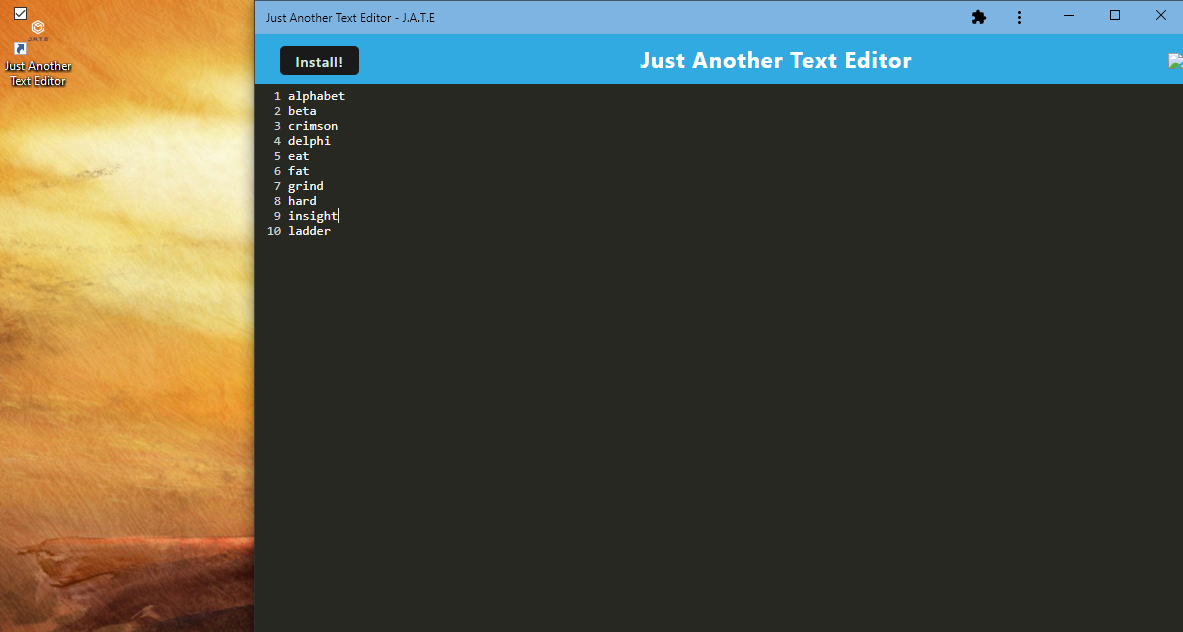 J.A.T.E
Just Another
Text Editor
Just Another Text Editor - J.A.T.E
Install!
Just Another Text Editor
1 alphabet
2 beta
3 crimson
4 delphi
5 eat
6 fat
7 grind
8 hard
9 insight
10 ladder